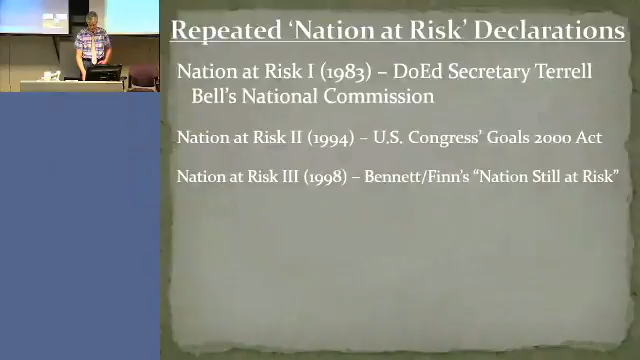 Repeated ‘Nation at Risk’ Declarations
Nation at Risk I (1983) – DoEd Secretary Terrell
Bell’s National Commission
Nation at Risk II (1994) – U.S. Congress’ Goals 2000 Act
Nation at Risk III (1998) – Bennett/Finn’s “Nation Still at Risk”